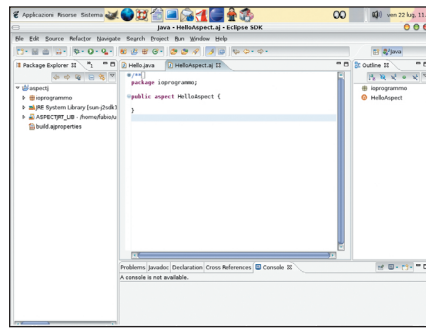 Applicazioni Risorse Sistema ven 22 lug, 11.
Java - HelloAspect.aj - Eclipse SDK
File Edit Source Refactor Navigate Search Project Run Window Help
Java
Package Explorer
Hello.java
HelloAspect.aj
Outline
aspectj
ioprogrammo
JRE System Library [sun-j2sdk1
ASPECTJRT_LIB - /home/fabio/u
build.ajproperties
/**
package ioprogrammo;
public aspect HelloAspect {
}
ioprogrammo
HelloAspect
Problems Javadoc Declaration Cross References Console
A console is not available.